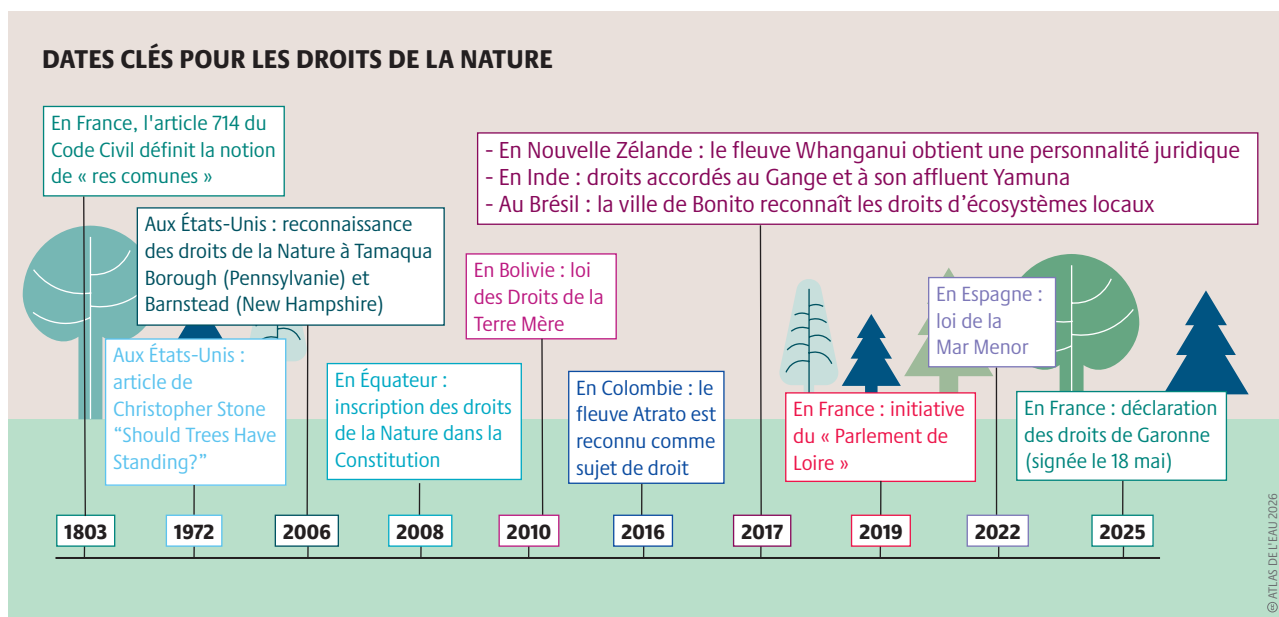 DATES CLÉS POUR LES DROITS DE LA NATURE
En France, l'article 714 du
Code Civil définit la notion
de « res comunes »
Aux États-Unis : reconnaissance
des droits de la Nature à Tamaqua
Borough (Pennsylvanie) et
Barnstead (New Hampshire)
- En Nouvelle Zélande : le fleuve Whanganui obtient une personnalité juridique
- En Inde : droits accordés au Gange et à son affluent Yamuna
- Au Brésil : la ville de Bonito reconnaît les droits d’écosystèmes locaux
En Bolivie : loi
des Droits de la
Terre Mère
En Espagne :
loi de la
Mar Menor
Aux États-Unis :
article de
Christopher Stone
“Should Trees Have
Standing?”
En Équateur :
inscription des droits
de la Nature dans la
Constitution
En Colombie : le
fleuve Atrato est
reconnu comme
sujet de droit
En France : initiative
du « Parlement de
Loire »
En France : déclaration
des droits de Garonne
(signée le 18 mai)
1803
1972
2006
2008
2010
2016
2017
2019
2022
2025
© ATLAS DE L'EAU 2026